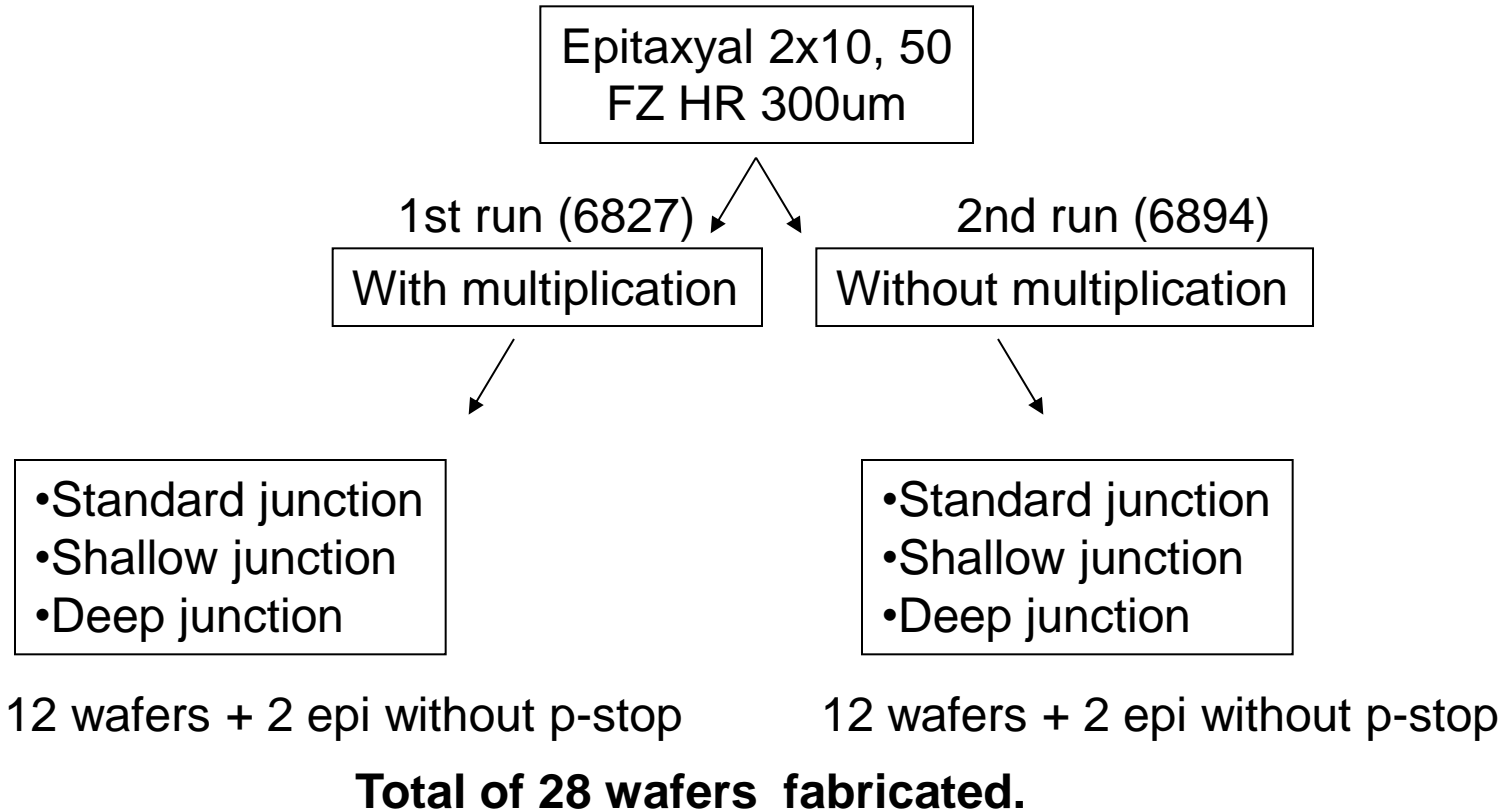 Epitaxyal 2x10, 50
FZ HR 300um
1st run (6827)
2nd run (6894)
With multiplication
Without multiplication
•Standard junction
•Shallow junction
•Deep junction
•Standard junction
•Shallow junction
•Deep junction
12 wafers + 2 epi without p-stop
12 wafers + 2 epi without p-stop
Total of 28 wafers fabricated.